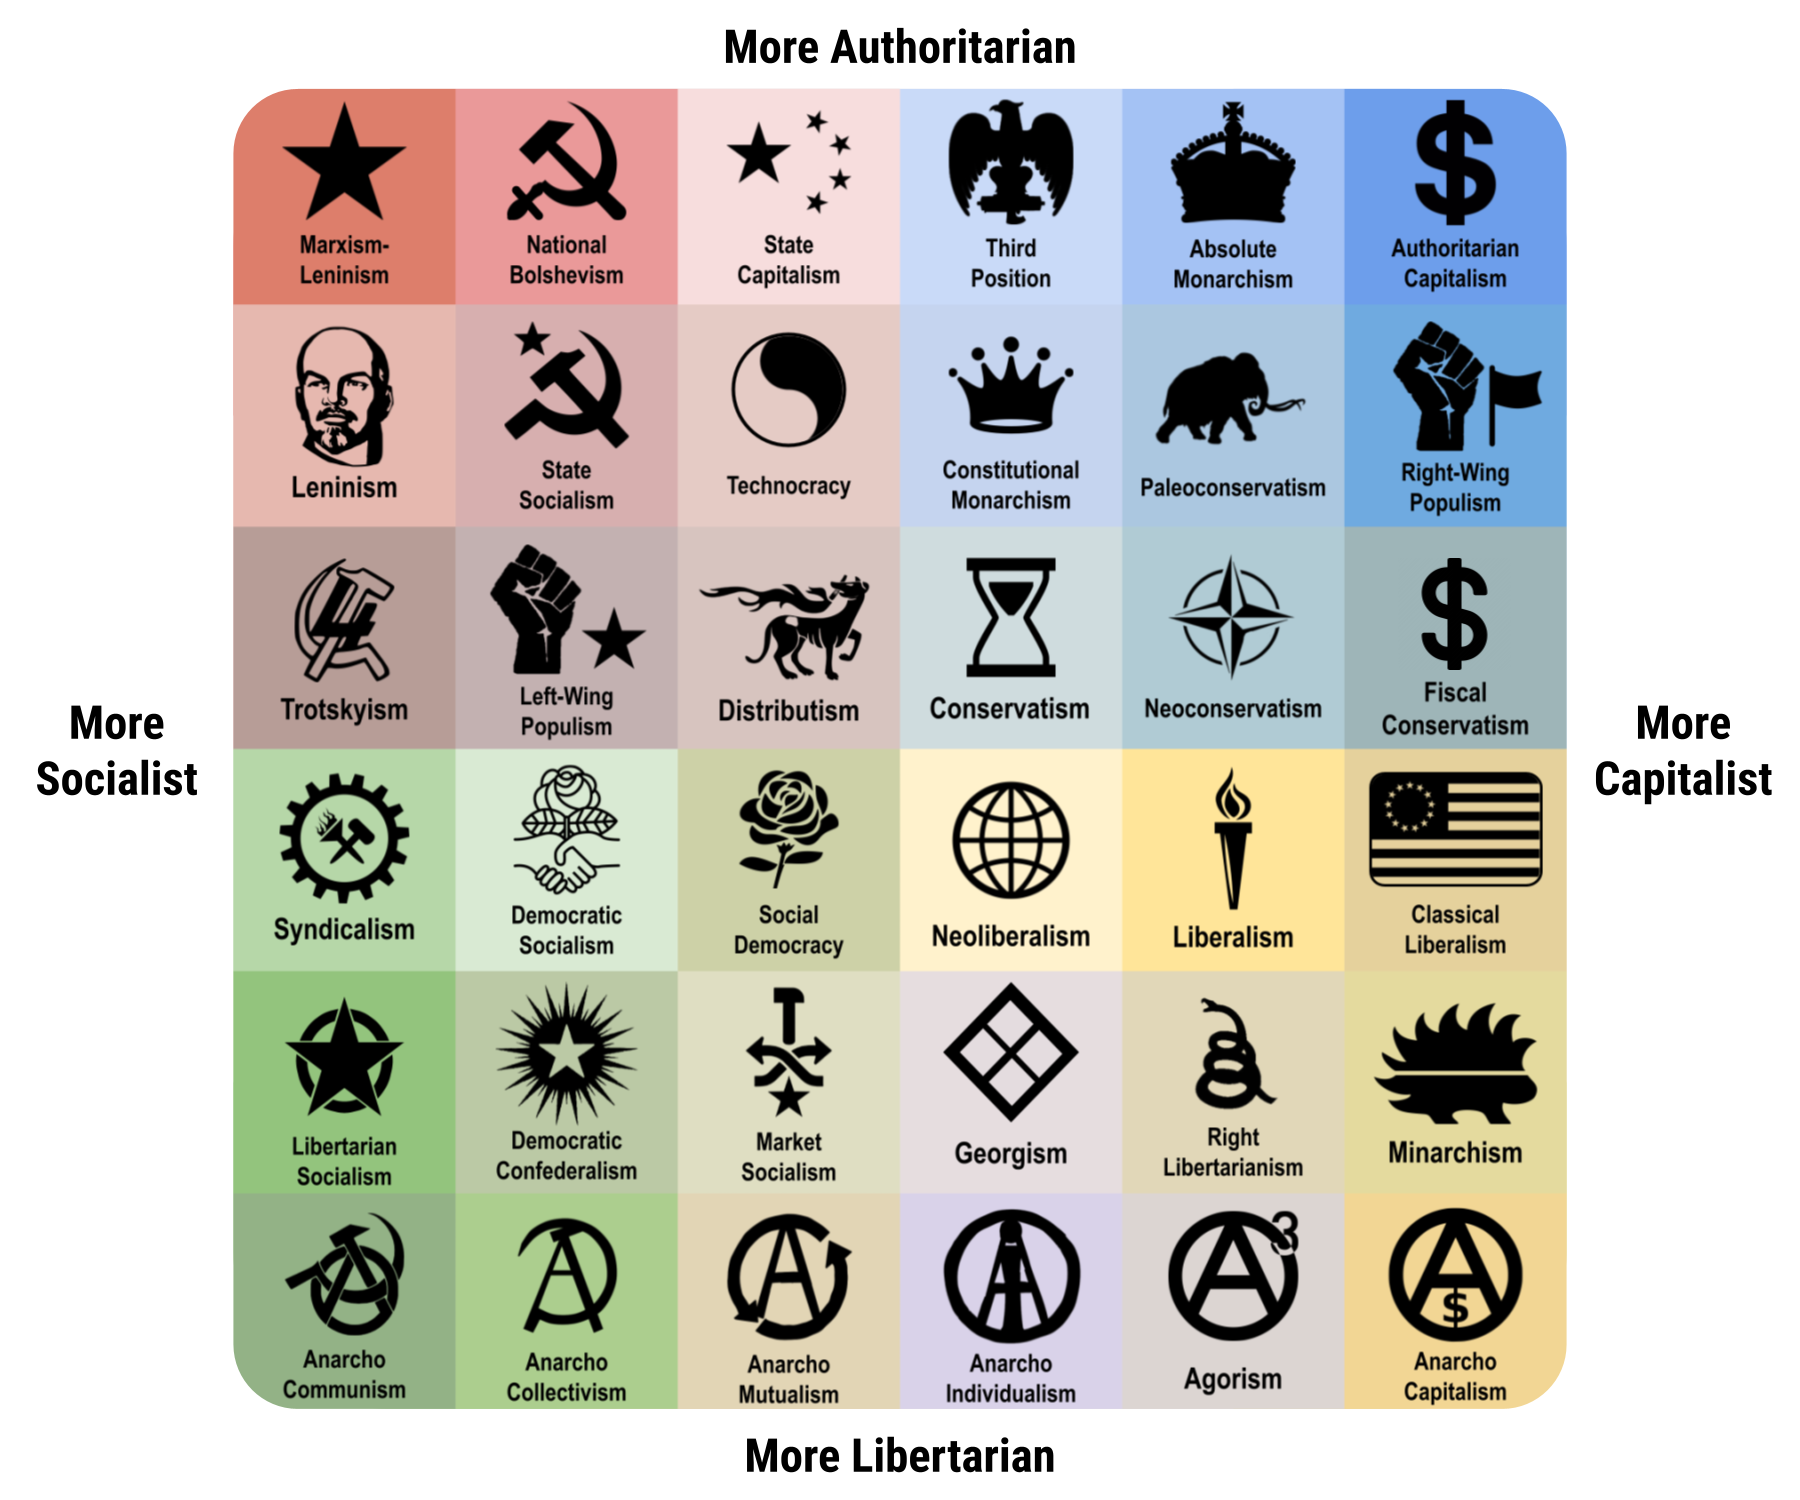 More Authoritarian
Marxism-
Leninism
National
Bolshevism
State
Capitalism
Third
Position
Absolute
Monarchism
$
Authoritarian
Capitalism
Leninism
State
Socialism
Technocracy
Constitutional
Monarchism
Paleoconservatism
Right-Wing
Populism
More
Socialist
4
Trotskyism
Left-Wing
Populism
Distributism
Conservatism
Neoconservatism
$
Fiscal
Conservatism
More
Capitalist
Syndicalism
Democratic
Socialism
Social
Democracy
Neoliberalism
Liberalism
Classical
Liberalism
Libertarian
Socialism
Democratic
Confederalism
Market
Socialism
Georgism
Right
Libertarianism
Minarchism
A
Anarcho
Communism
A
Anarcho
Collectivism
A
Anarcho
Mutualism
A
Anarcho
Individualism
A3
Agorism
A
$
Anarcho
Capitalism
More Libertarian